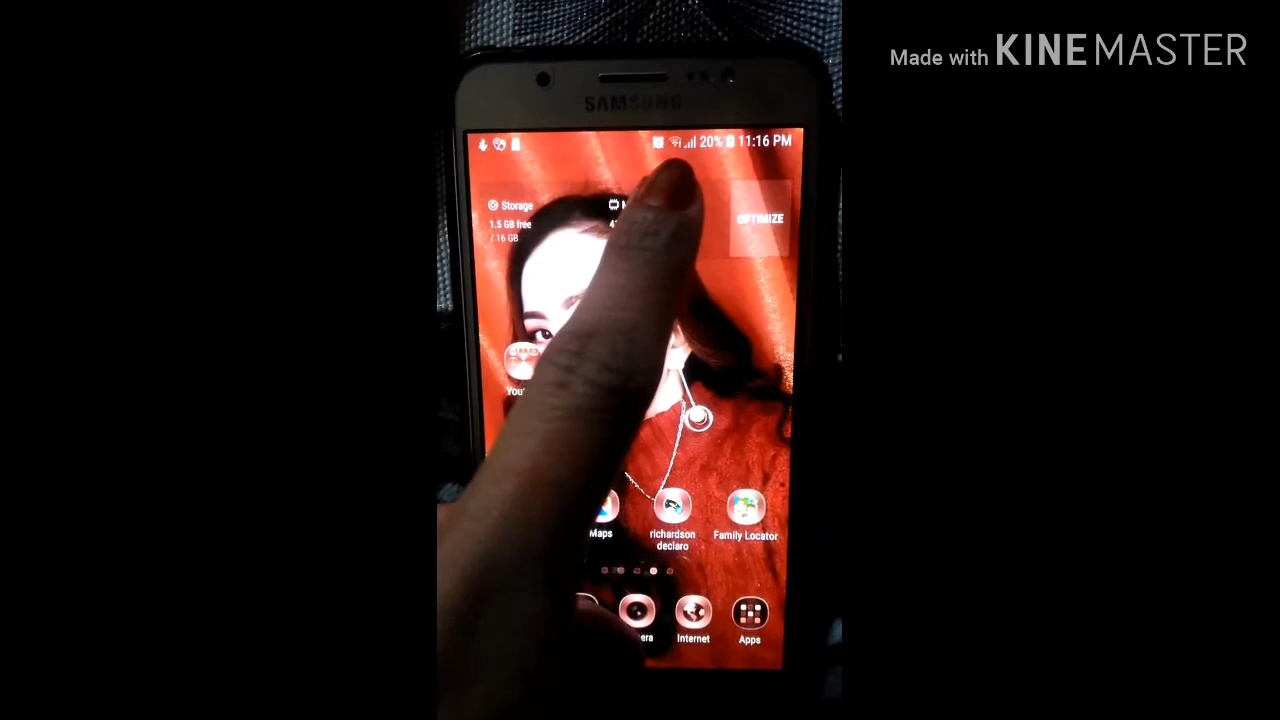 Made with KINEMASTER
SAMSUNG
20% 11:16 PM
Storage
1.5 GB free
/ 16 GB
OPTIMIZE
Maps
richardson
declaro
Family Locator
Internet
Apps